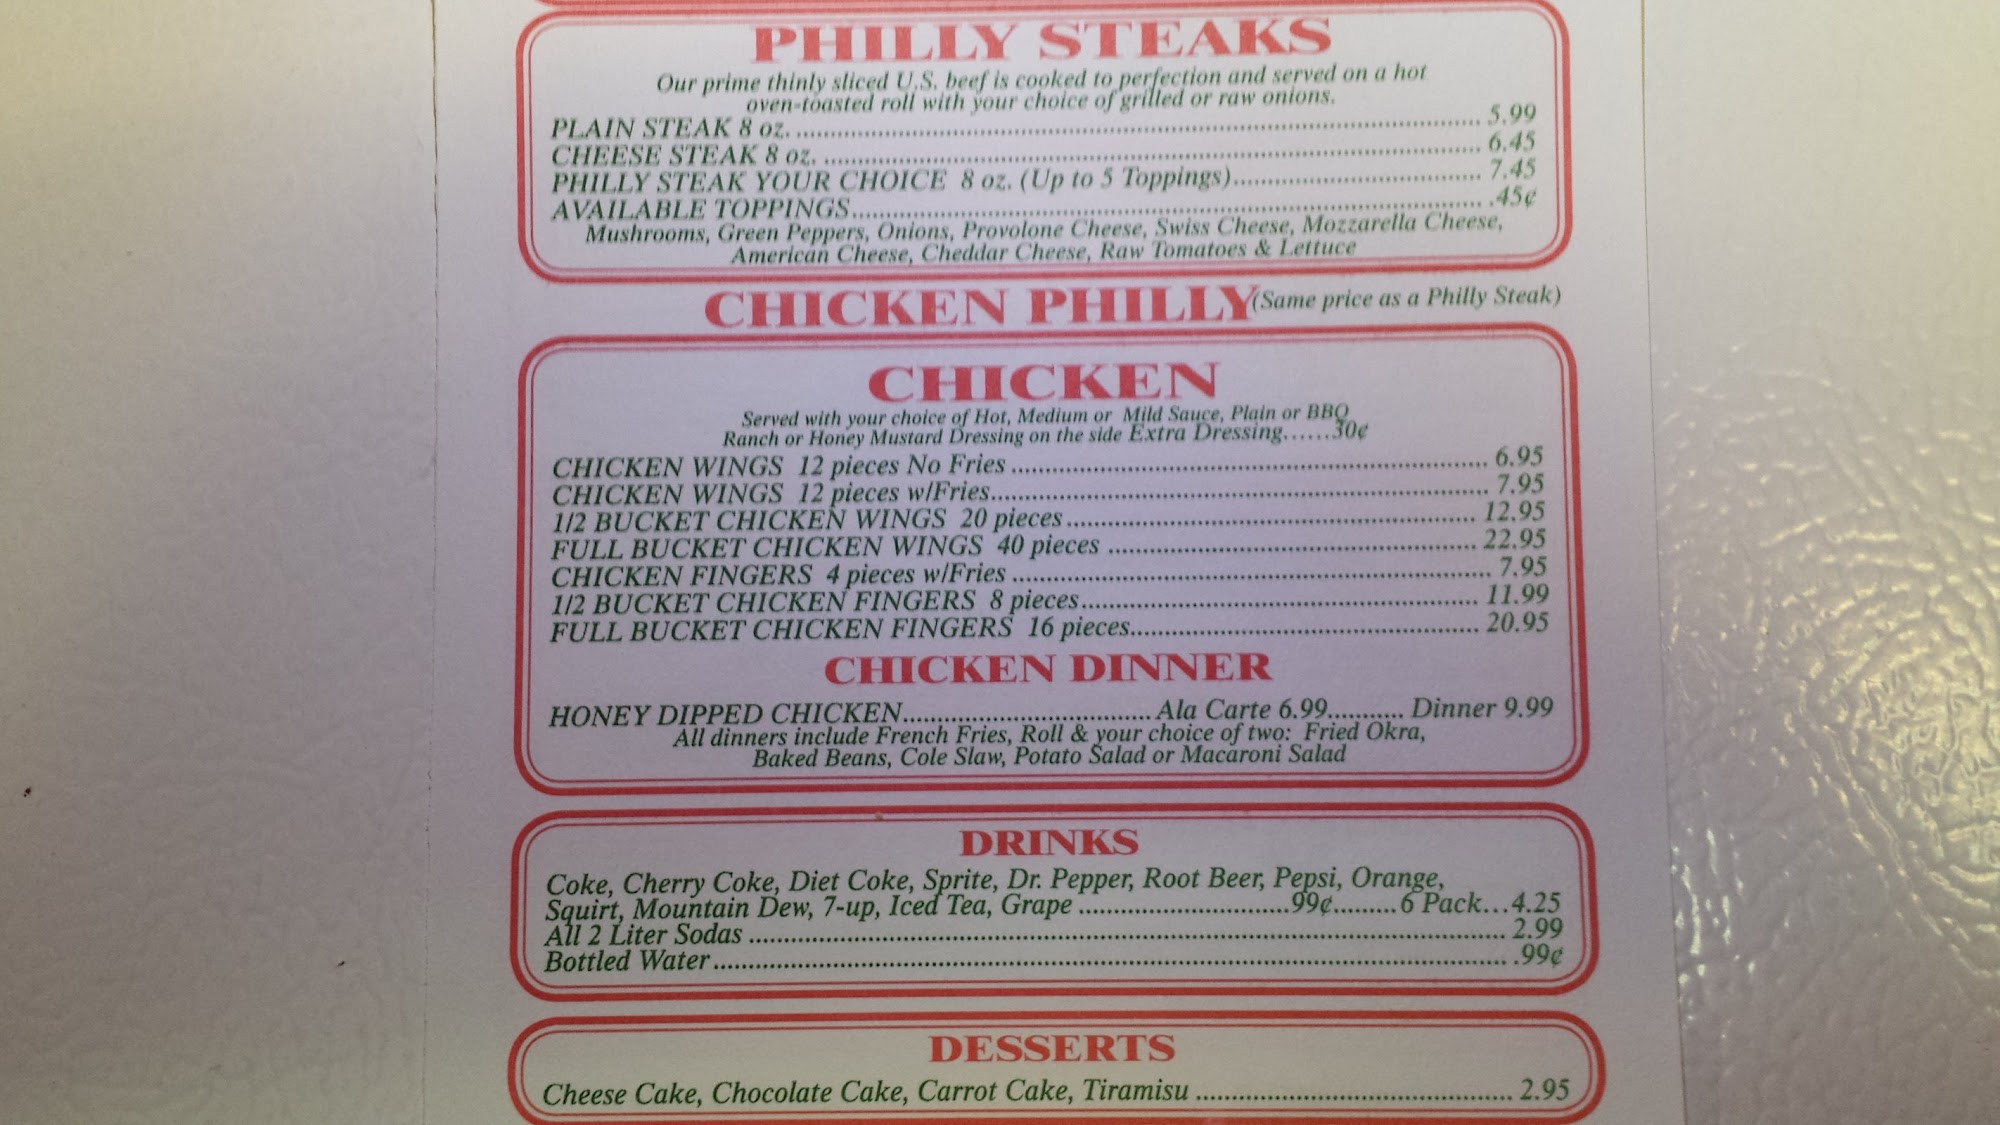 PHILLY STEAKS
Our prime thinly sliced U.S. beef is cooked to perfection and served on a hot
oven-toasted roll with your choice of grilled or raw onions.
PLAIN STEAK 8 oz. .......... 5.99
CHEESE STEAK 8 oz. .......... 6.45
PHILLY STEAK YOUR CHOICE 8 oz. (Up to 5 Toppings).......... 7.45
AVAILABLE TOPPINGS.......... .45¢
Mushrooms, Green Peppers, Onions, Provolone Cheese, Swiss Cheese, Mozzarella Cheese,
American Cheese, Cheddar Cheese, Raw Tomatoes & Lettuce
CHICKEN PHILLY (Same price as a Philly Steak)
CHICKEN
Served with your choice of Hot, Medium or Mild Sauce, Plain or BBQ
Ranch or Honey Mustard Dressing on the side Extra Dressing......30¢
CHICKEN WINGS 12 pieces No Fries .......... 6.95
CHICKEN WINGS 12 pieces w/Fries.......... 7.95
1/2 BUCKET CHICKEN WINGS 20 pieces .......... 12.95
FULL BUCKET CHICKEN WINGS 40 pieces .......... 22.95
CHICKEN FINGERS 4 pieces w/Fries .......... 7.95
1/2 BUCKET CHICKEN FINGERS 8 pieces.......... 11.99
FULL BUCKET CHICKEN FINGERS 16 pieces.......... 20.95
CHICKEN DINNER
HONEY DIPPED CHICKEN.......... Ala Carte 6.99.......... Dinner 9.99
All dinners include French Fries, Roll & your choice of two: Fried Okra,
Baked Beans, Cole Slaw, Potato Salad or Macaroni Salad
DRINKS
Coke, Cherry Coke, Diet Coke, Sprite, Dr. Pepper, Root Beer, Pepsi, Orange,
Squirt, Mountain Dew, 7-up, Iced Tea, Grape ..........99¢.........6 Pack...4.25
All 2 Liter Sodas .......... 2.99
Bottled Water.......... .99¢
DESSERTS
Cheese Cake, Chocolate Cake, Carrot Cake, Tiramisu .......... 2.95